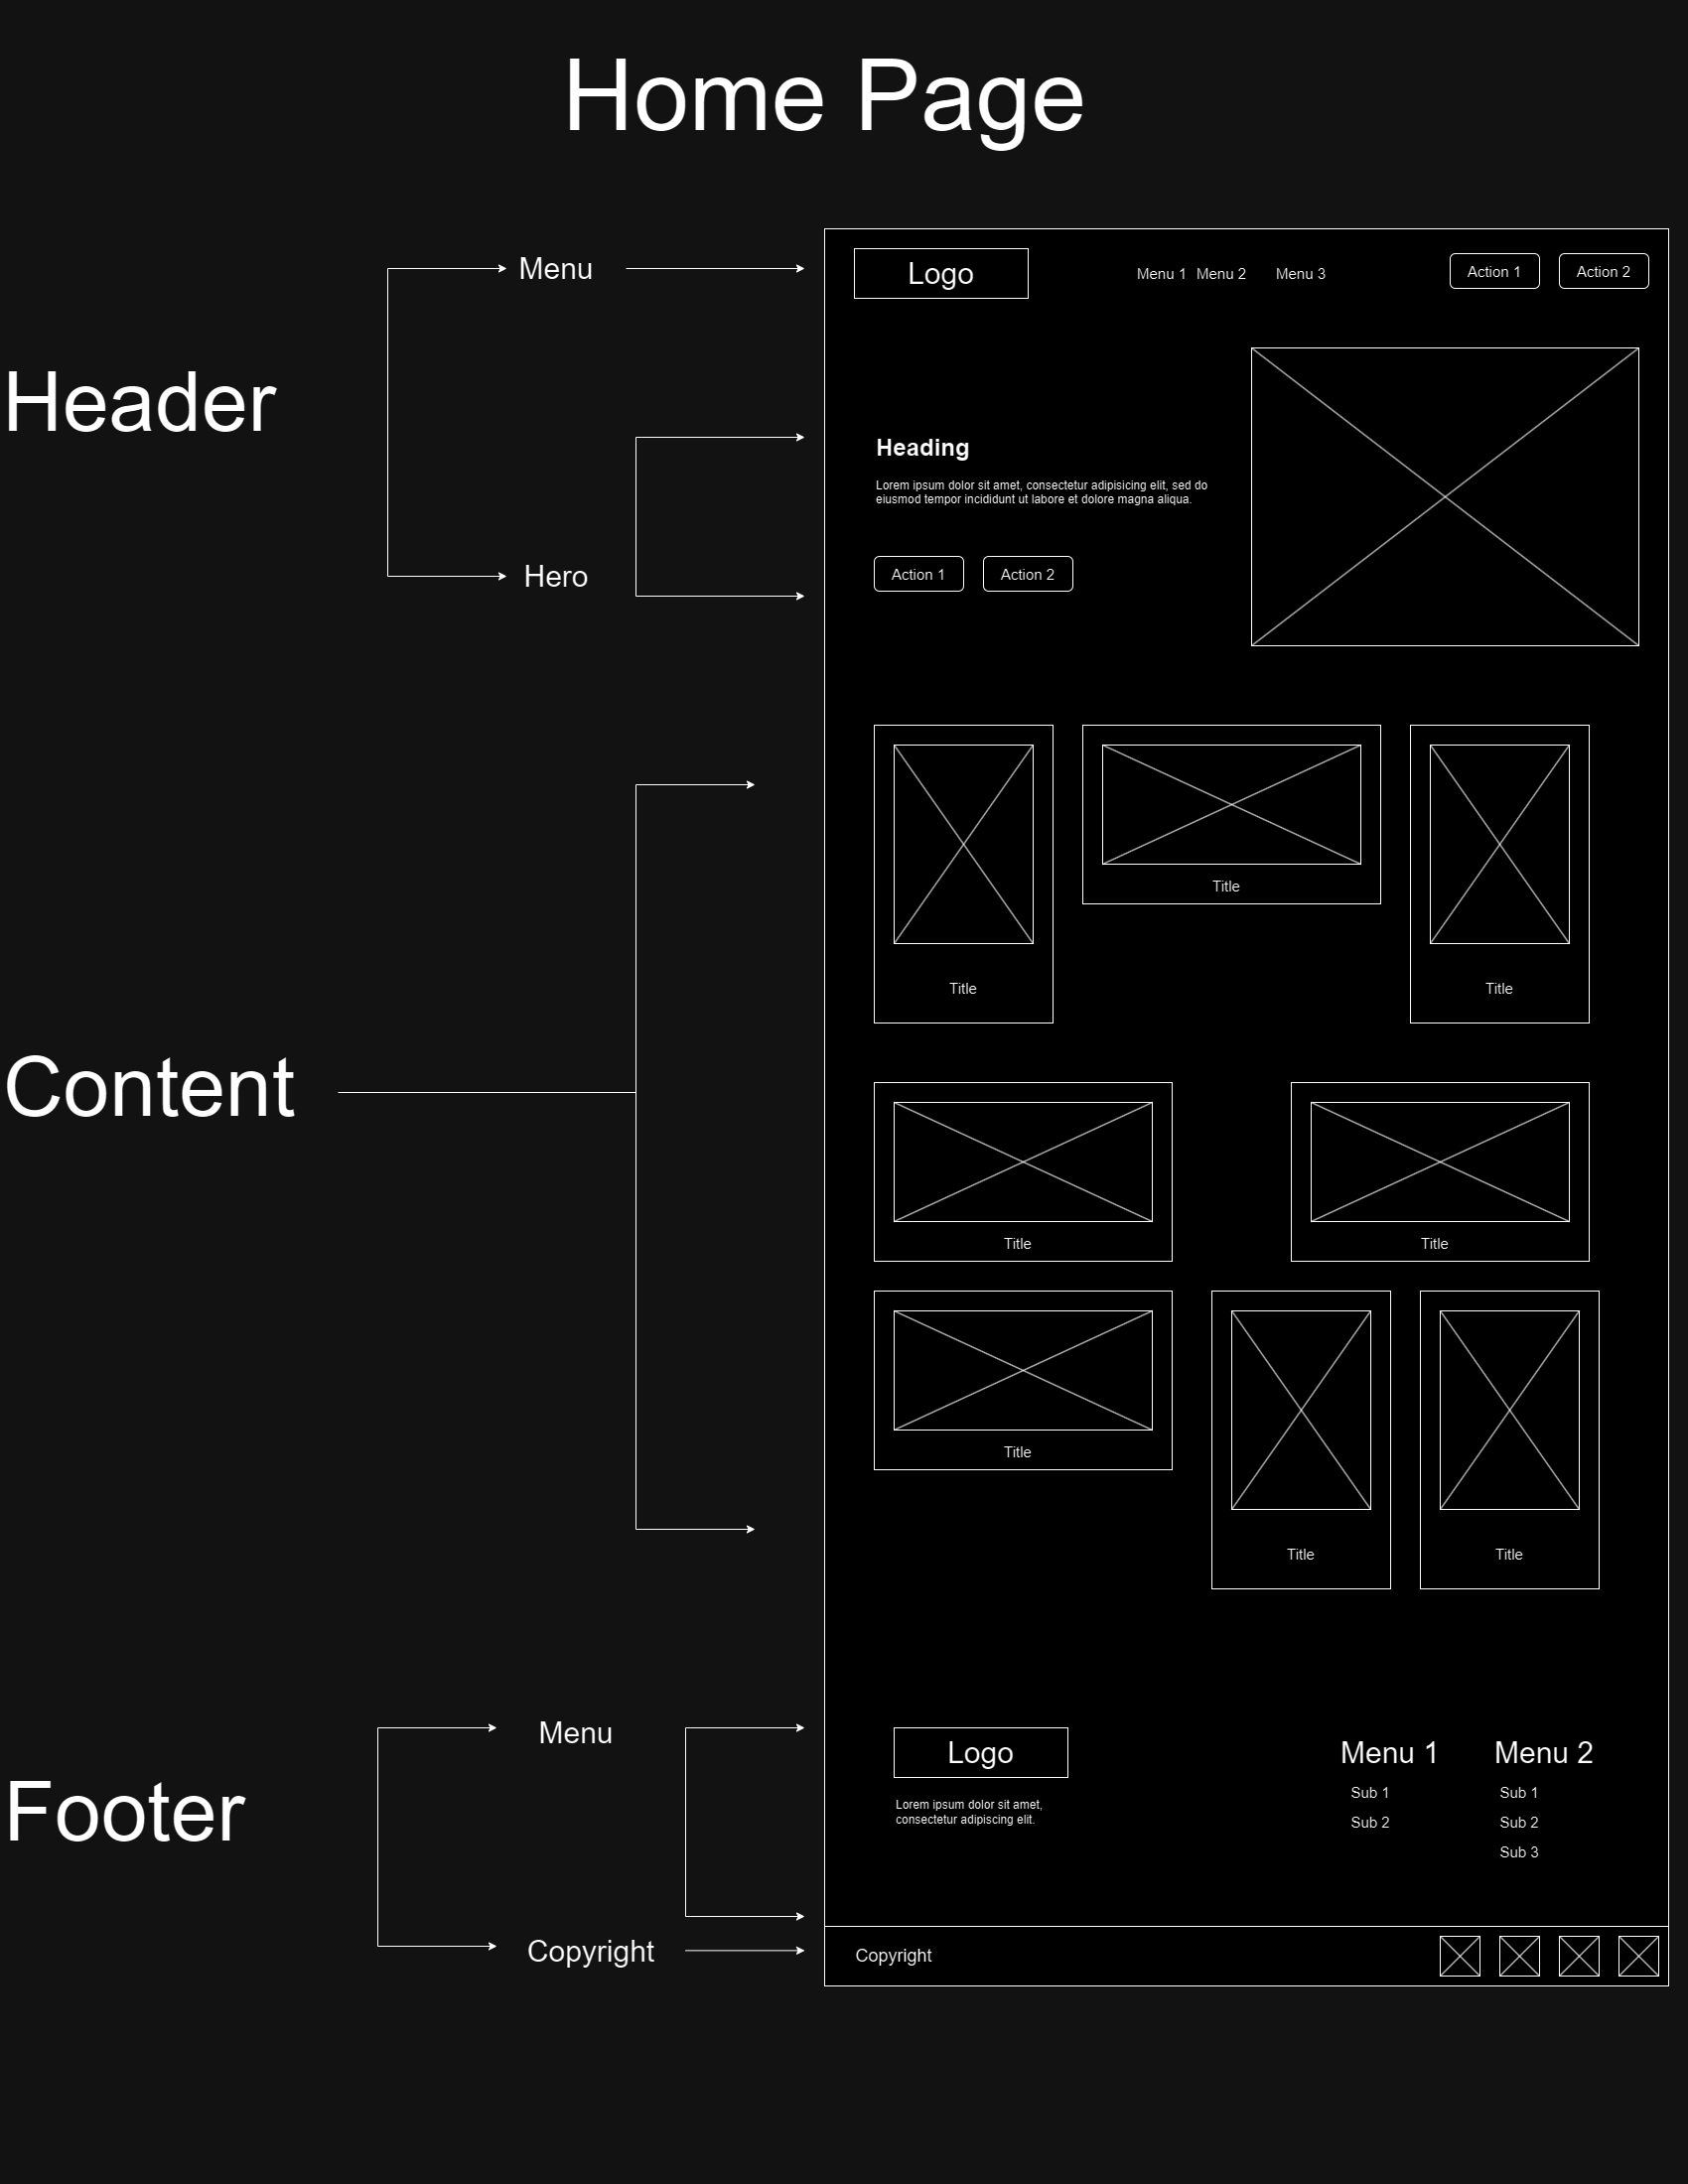 Home Page
Header
Menu
Hero
Logo
Menu 1
Menu 2
Menu 3
Action 1
Action 2
Heading
Lorem ipsum dolor sit amet, consectetur adipisicing elit, sed do
eiusmod tempor incididunt ut labore et dolore magna aliqua.
Action 1
Action 2
Content
Title
Title
Title
Title
Title
Title
Title
Title
Footer
Menu
Copyright
Logo
Lorem ipsum dolor sit amet,
consectetur adipiscing elit.
Menu 1
Sub 1
Sub 2
Menu 2
Sub 1
Sub 2
Sub 3
Copyright